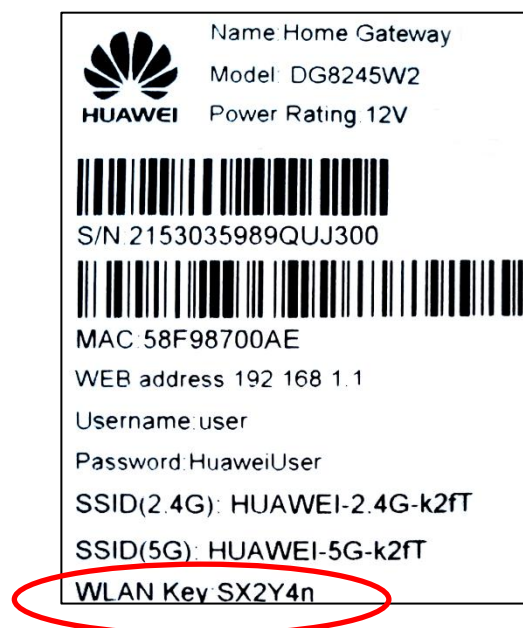 Name:Home Gateway
Model: DG8245W2
HUAWEI
Power Rating:12V
S/N:2153035989QUJ300
MAC:58F98700AE
WEB address 192 168 1.1
Username:user
Password:HuaweiUser
SSID(2.4G): HUAWEI-2.4G-k2fT
SSID(5G): HUAWEI-5G-k2fT
WLAN Key:SX2Y4n